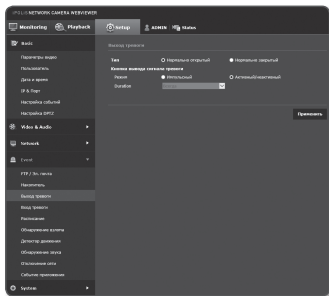 iPOLiS NETWORK CAMERA WEBVIEWER
Monitoring Playback Setup ADMIN Status
Basic
Параметры видео
Пользователь
Дата и время
IP & Порт
Настройка событий
Настройка DPTZ
Video & Audio
Network
Event
FTP / Эл. почта
Накопитель
Выход тревоги
Вход тревоги
Расписание
Обнаружение взлома
Детектор движения
Обнаружение звука
Отключение сети
Событие приложения
System
Выход тревоги
Тип Нормально открытый Нормально закрытый
Кнопка вывода сигнала тревоги
Режим Импульсный Активный/неактивный
Duration
Применить